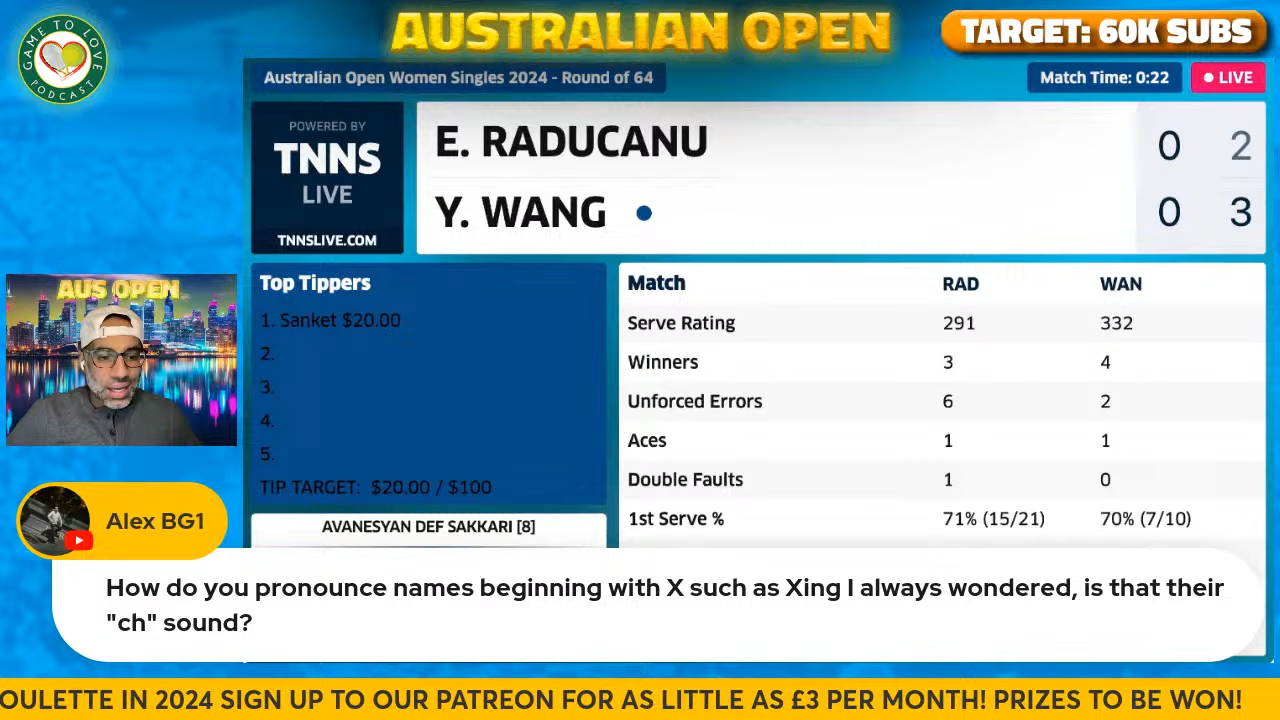 GAME TO LOVE
PODCAST
AUSTRALIAN OPEN
TARGET: 60K SUBS
Australian Open Women Singles 2024 - Round of 64
Match Time: 0:22
LIVE
POWERED BY
TNNS
LIVE
TNNSLIVE.COM
E. RADUCANU 0 2
Y. WANG 0 3
AUS OPEN
Top Tippers
1. Sanket $20.00
2.
3.
4.
5.
TIP TARGET: $20.00 / $100
AVANESYAN DEF SAKKARI [8]
Match RAD WAN
Serve Rating 291 332
Winners 3 4
Unforced Errors 6 2
Aces 1 1
Double Faults 1 0
1st Serve % 71% (15/21) 70% (7/10)
Alex BG1
How do you pronounce names beginning with X such as Xing I always wondered, is that their
"ch" sound?
OULETTE IN 2024 SIGN UP TO OUR PATREON FOR AS LITTLE AS £3 PER MONTH! PRIZES TO BE WON!